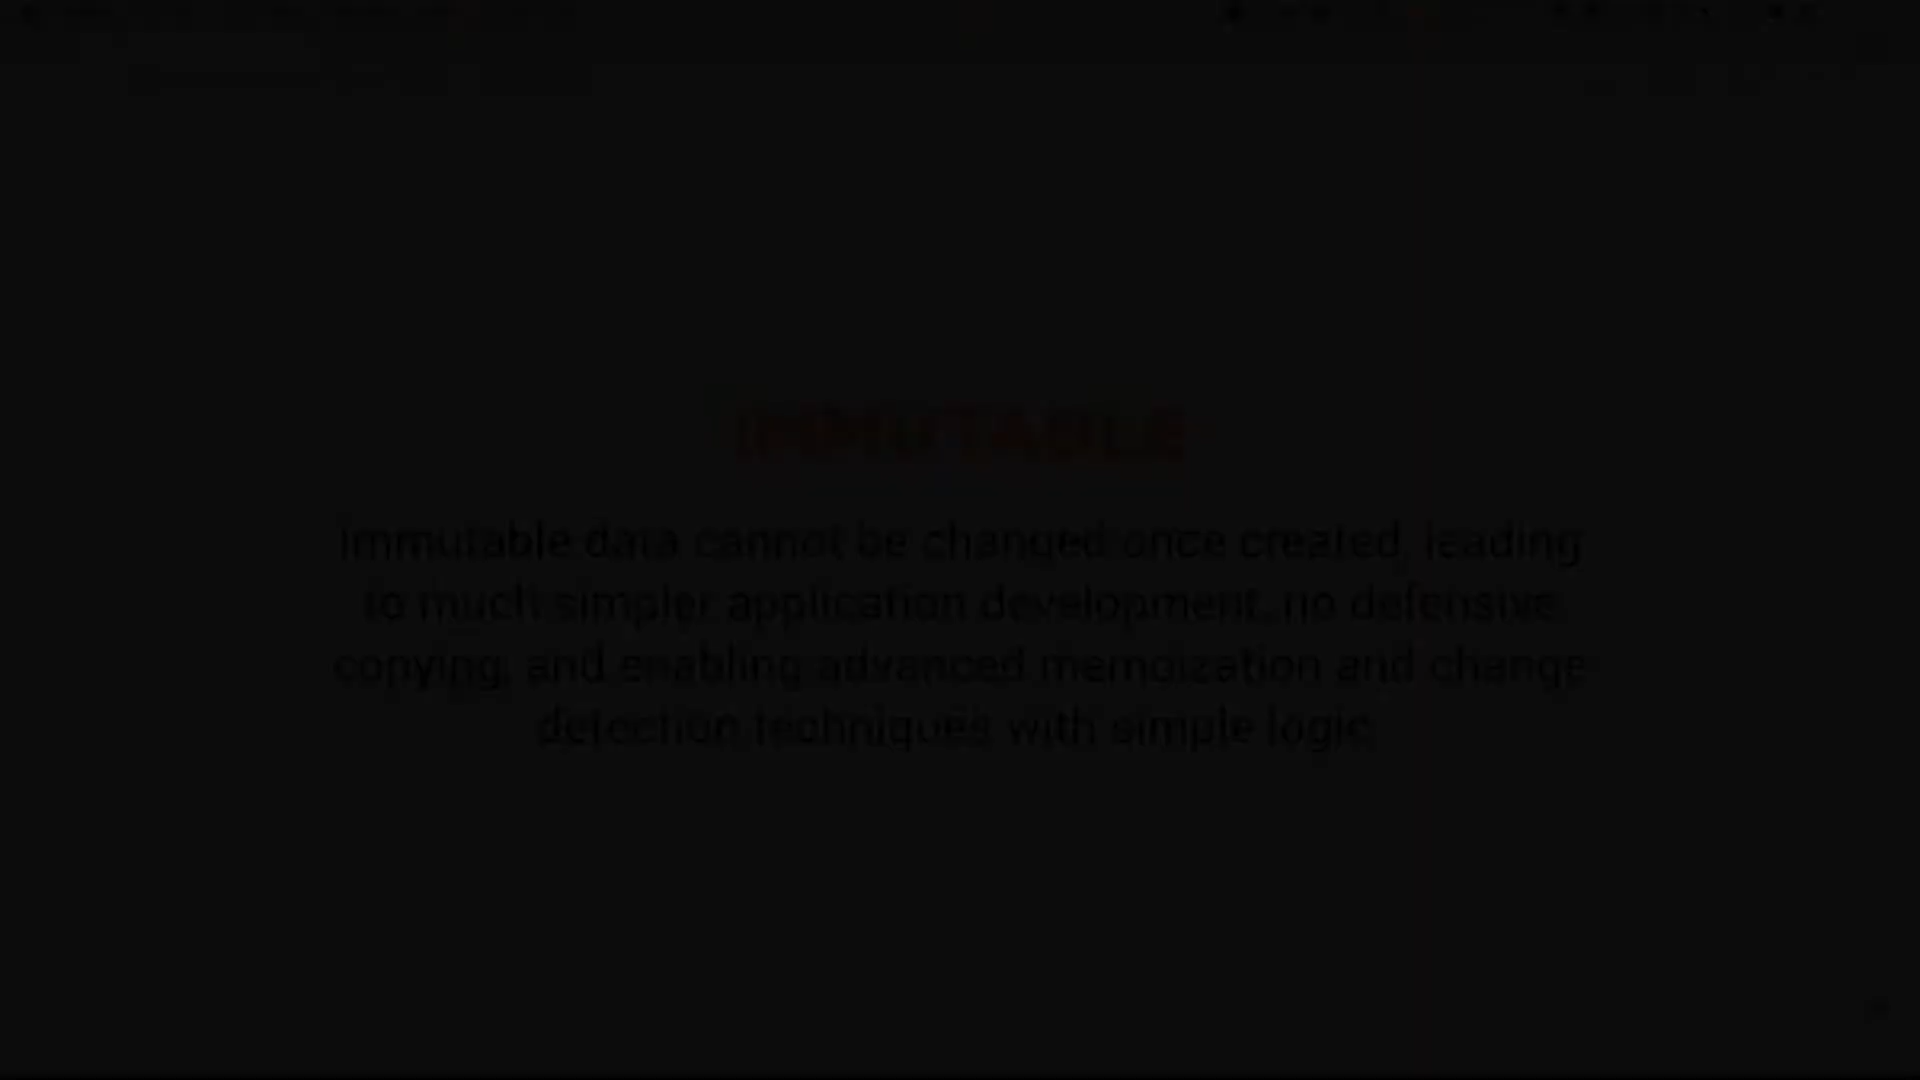 IMMUTABLE
Immutable data cannot be changed once created, leading
to much simpler application development, no defensive
copying, and enabling advanced memoization and change
detection techniques with simple logic.